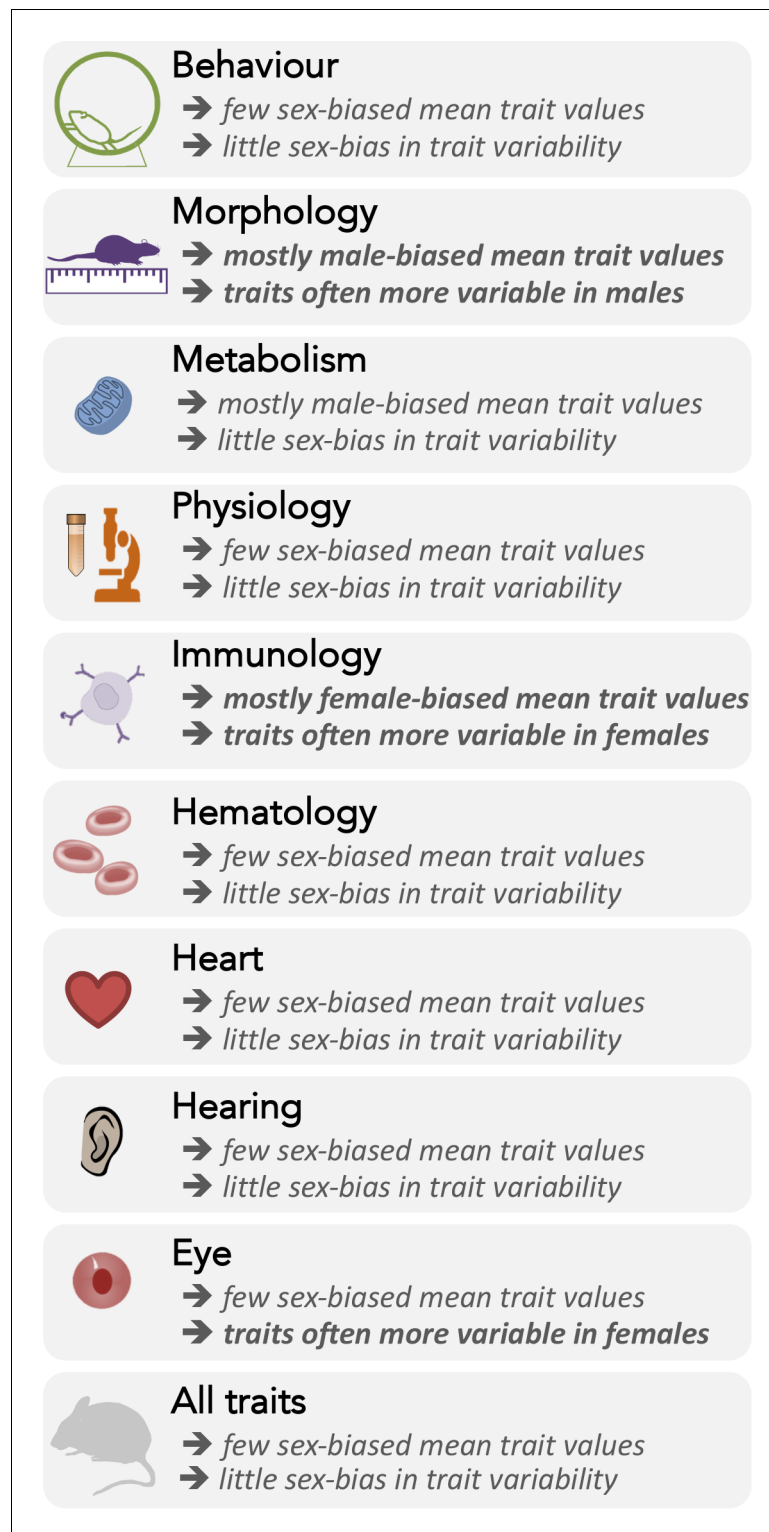 Behaviour
➔ few sex-biased mean trait values
➔ little sex-bias in trait variability
Morphology
➔ mostly male-biased mean trait values
➔ traits often more variable in males
Metabolism
➔ mostly male-biased mean trait values
➔ little sex-bias in trait variability
Physiology
➔ few sex-biased mean trait values
➔ little sex-bias in trait variability
Immunology
➔ mostly female-biased mean trait values
➔ traits often more variable in females
Hematology
➔ few sex-biased mean trait values
➔ little sex-bias in trait variability
Heart
➔ few sex-biased mean trait values
➔ little sex-bias in trait variability
Hearing
➔ few sex-biased mean trait values
➔ little sex-bias in trait variability
Eye
➔ few sex-biased mean trait values
➔ traits often more variable in females
All traits
➔ few sex-biased mean trait values
➔ little sex-bias in trait variability